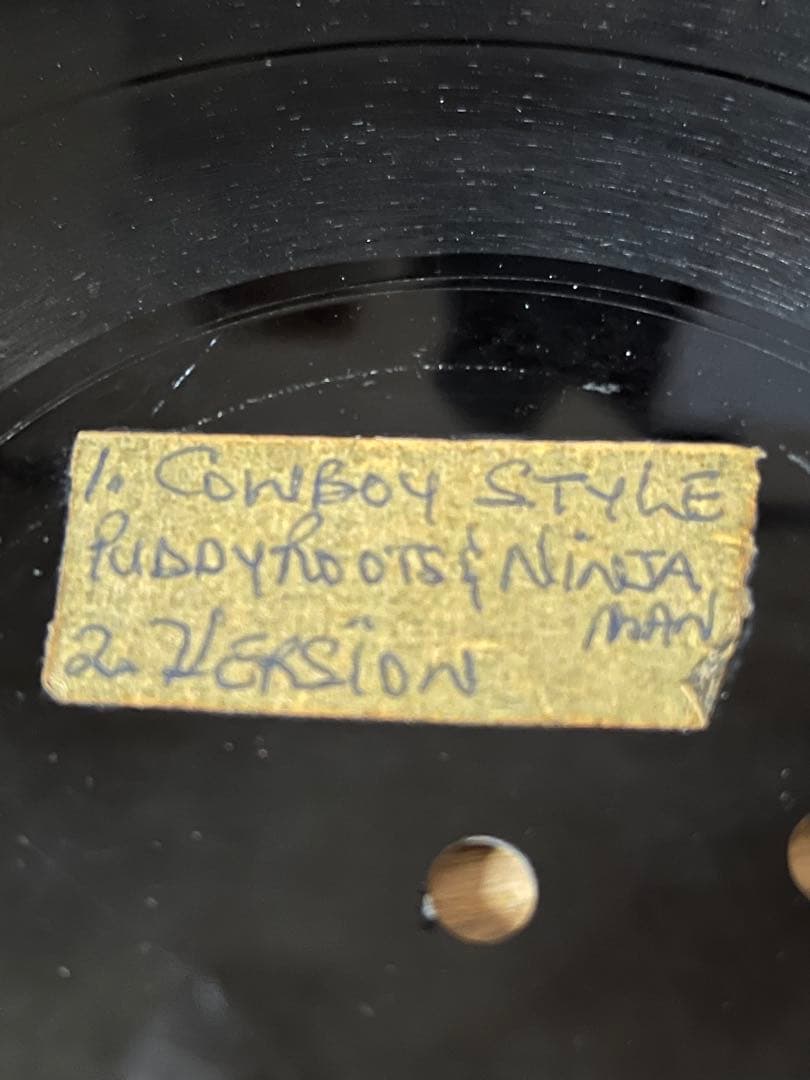 1. COWBOY STYLE
PUDDYROOTS & NINJA
MAN
2. VERSION